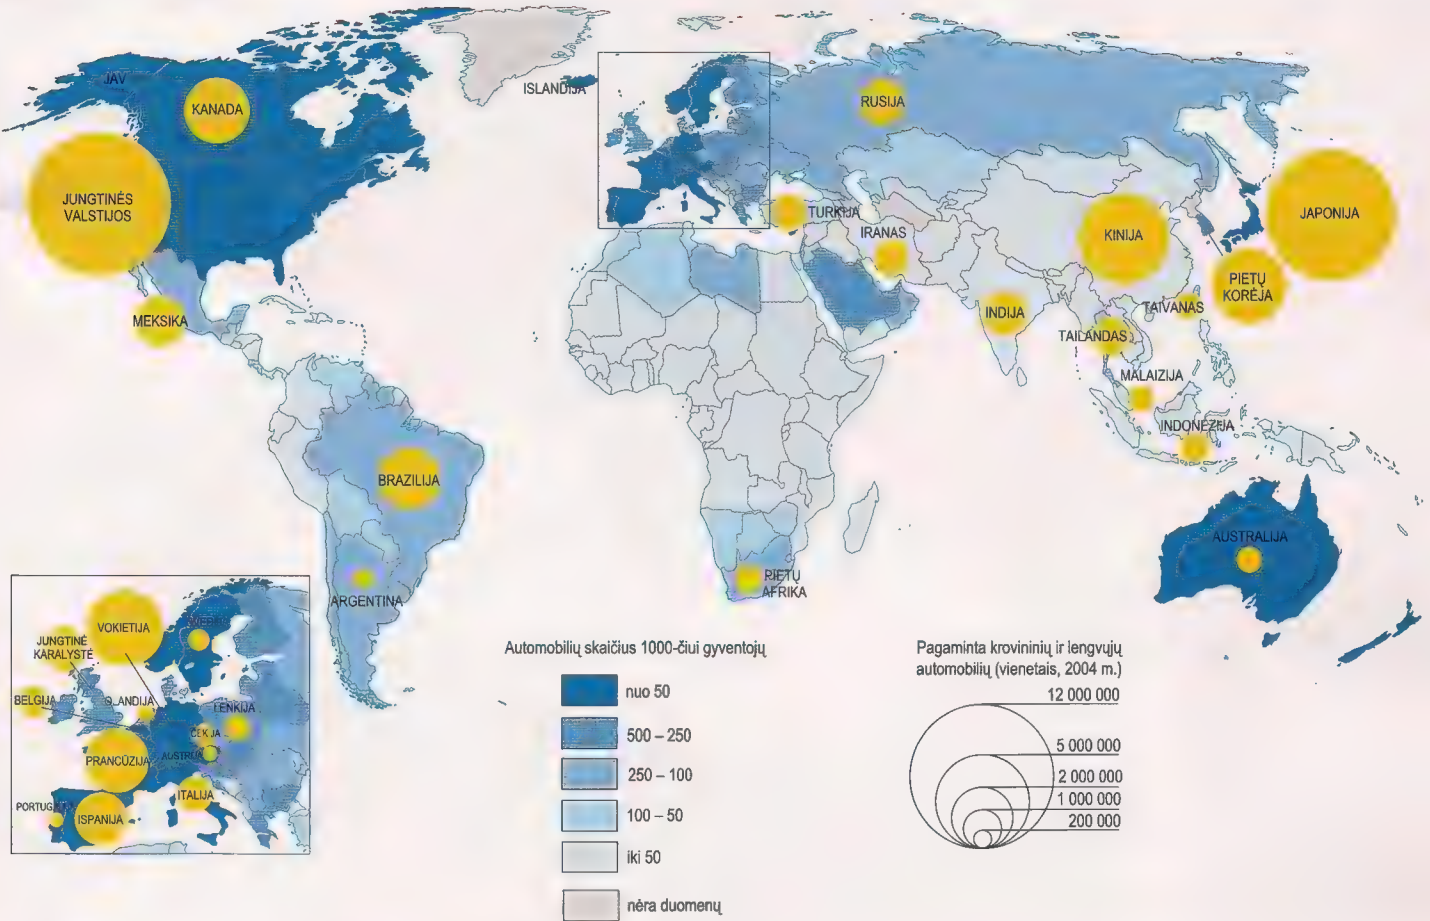 JAV
KANADA
ISLANDIJA
RUSIJA
JUNGTINĖS
VALSTIJOS
TURKIJA
IRANAS
KINIJA
JAPONIJA
PIETŲ
KORĖJA
MEKSIKA
INDIJA
TAIVANAS
TAILANDAS
MALAIZIJA
INDONEZIJA
BRAZILIJA
AUSTRALIJA
PIETŲ
AFRIKA
ARGENTINA
VOKIETIJA
JUNGTINĖ
KARALYSTĖ
BELGIJA
OLANDIJA
LENKIJA
ČEKIJA
PRANCŪZIJA
AUSTRIJA
ITALIJA
ISPANIJA
Automobilių skaičius 1000-čiui gyventojų
nuo 50
500 – 250
250 – 100
100 – 50
iki 50
nėra duomenų
Pagaminta krovininių ir lengvųjų
automobilių (vienetais, 2004 m.)
12 000 000
5 000 000
2 000 000
1 000 000
200 000